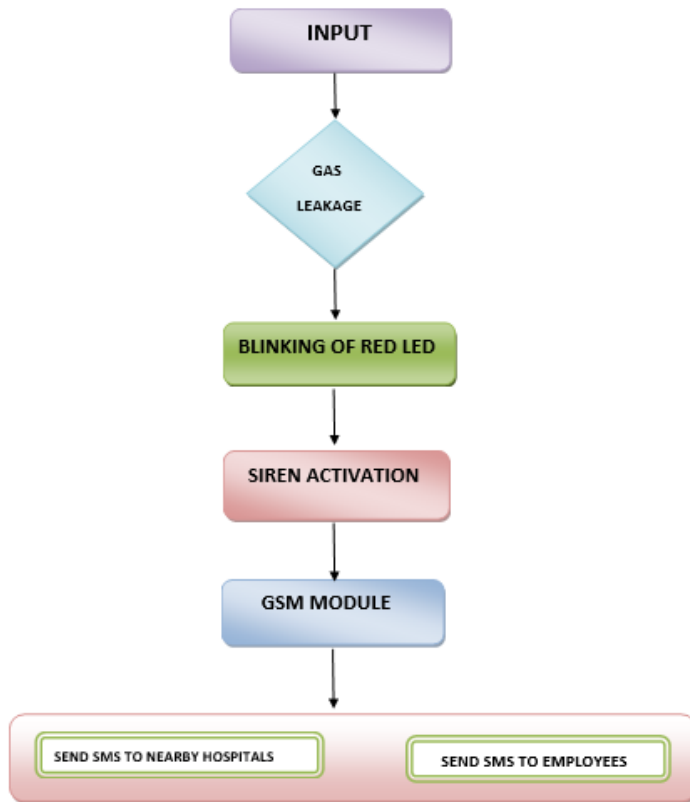 INPUT
GAS
LEAKAGE
BLINKING OF RED LED
SIREN ACTIVATION
GSM MODULE
SEND SMS TO NEARBY HOSPITALS
SEND SMS TO EMPLOYEES